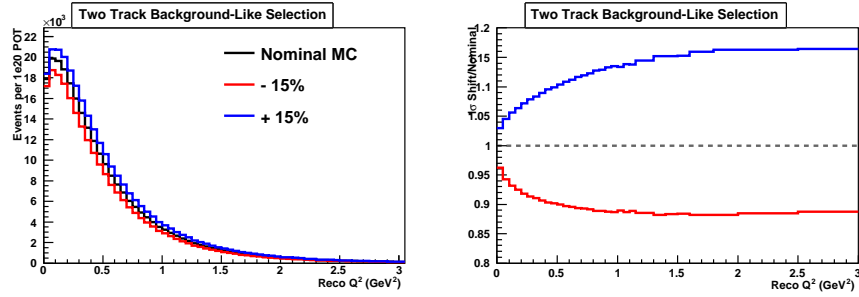 Two Track Background-Like Selection
×10³
Events per 1e20 POT
20
18
16
14
12
10
8
6
4
2
0
Nominal MC
- 15%
+ 15%
0 0.5 1 1.5 2 2.5 3
Reco Q² (GeV²)
Two Track Background-Like Selection
1σ Shift/Nominal
1.2
1.15
1.1
1.05
1
0.95
0.9
0.85
0.8
0 0.5 1 1.5 2 2.5 3
Reco Q² (GeV²)